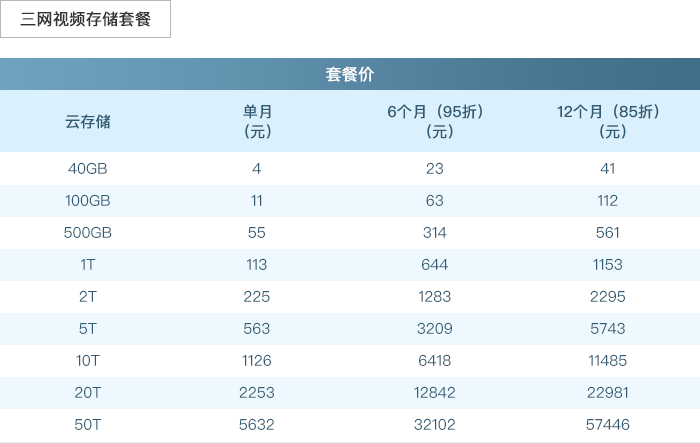 三网视频存储套餐
套餐价
云存储 单月 (元) 6个月（95折） (元) 12个月（85折） (元)
40GB 4 23 41
100GB 11 63 112
500GB 55 314 561
1T 113 644 1153
2T 225 1283 2295
5T 563 3209 5743
10T 1126 6418 11485
20T 2253 12842 22981
50T 5632 32102 57446